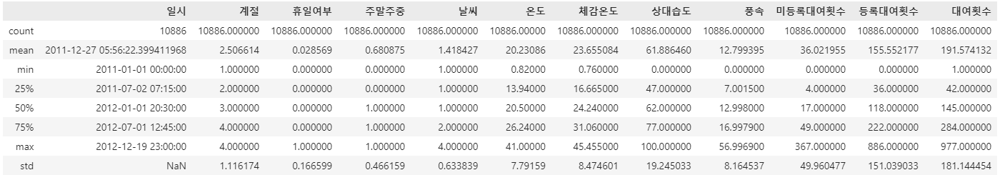 일시 계절 휴일여부 주말주중 날씨 온도 체감온도 상대습도 풍속 미등록대여횟수 등록대여횟수 대여횟수
count 10886 10886.000000 10886.000000 10886.000000 10886.000000 10886.00000 10886.000000 10886.000000 10886.000000 10886.000000 10886.000000 10886.000000
mean 2011-12-27 05:56:22.399411968 2.506614 0.028569 0.680875 1.418427 20.23086 23.655084 61.886460 12.799395 36.021955 155.552177 191.574132
min 2011-01-01 00:00:00 1.000000 0.000000 0.000000 1.000000 0.82000 0.760000 0.000000 0.000000 0.000000 0.000000 1.000000
25% 2011-07-02 07:15:00 2.000000 0.000000 0.000000 1.000000 13.94000 16.665000 47.000000 7.001500 4.000000 36.000000 42.000000
50% 2012-01-01 20:30:00 3.000000 0.000000 1.000000 1.000000 20.50000 24.240000 62.000000 12.998000 17.000000 118.000000 145.000000
75% 2012-07-01 12:45:00 4.000000 0.000000 1.000000 2.000000 26.24000 31.060000 77.000000 16.997900 49.000000 222.000000 284.000000
max 2012-12-19 23:00:00 4.000000 1.000000 1.000000 4.000000 41.00000 45.455000 100.000000 56.996900 367.000000 886.000000 977.000000
std NaN 1.116174 0.166599 0.466159 0.633839 7.79159 8.474601 19.245033 8.164537 49.960477 151.039033 181.144454